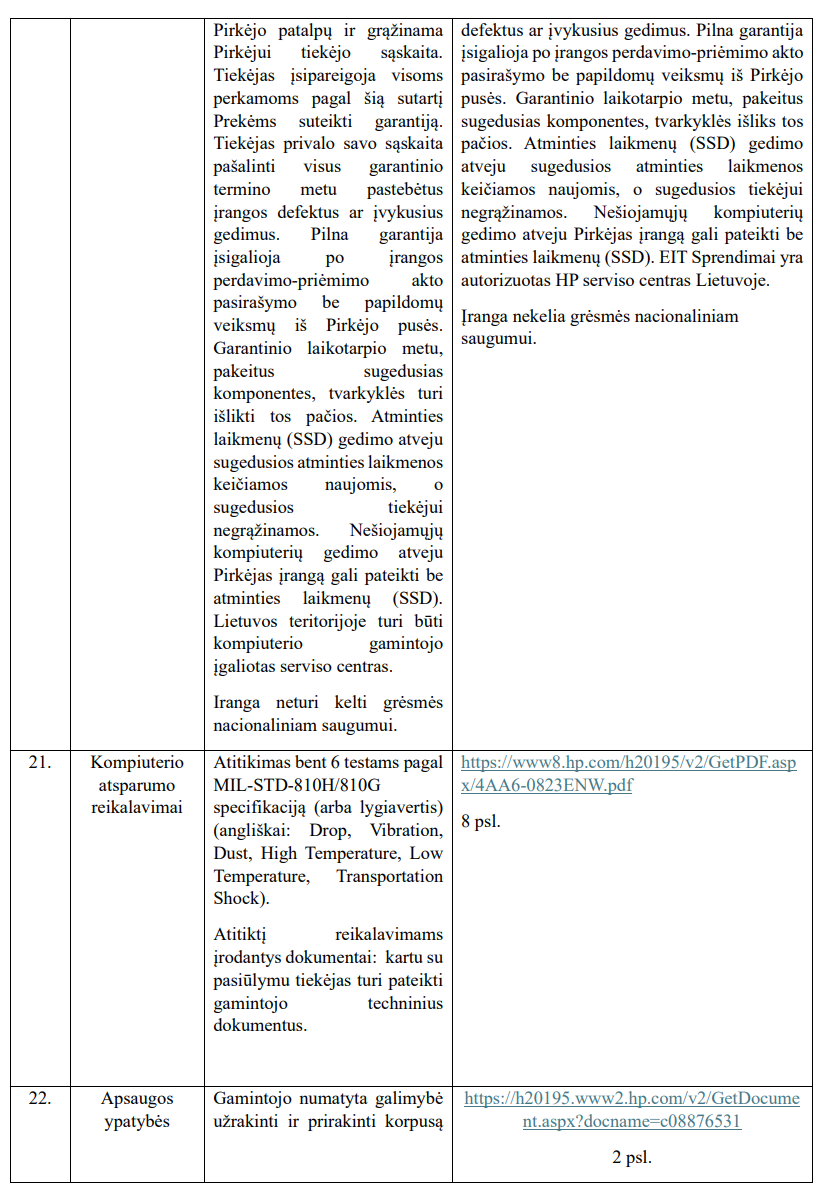 Pirkėjo patalpų ir grąžinama
Pirkėjui tiekėjo sąskaita.
Tiekėjas įsipareigoja visoms
perkamoms pagal šią sutartį
Prekėms suteikti garantiją.
Tiekėjas privalo savo sąskaita
pašalinti visus garantinio
termino metu pastebėtus
įrangos defektus ar įvykusius
gedimus. Pilna garantija
įsigalioja po įrangos
perdavimo-priėmimo akto
pasirašymo be papildomų
veiksmų iš Pirkėjo pusės.
Garantinio laikotarpio metu,
pakeitus sugedusias
komponentes, tvarkyklės turi
išlikti tos pačios. Atminties
laikmenų (SSD) gedimo atveju
sugedusios atminties laikmenos
keičiamos naujomis, o
sugedusios tiekėjui
negrąžinamos. Nešiojamųjų
kompiuterių gedimo atveju
Pirkėjas įrangą gali pateikti be
atminties laikmenų (SSD).
Lietuvos teritorijoje turi būti
kompiuterio gamintojo
įgaliotas serviso centras.
Iranga neturi kelti grėsmės
nacionaliniam saugumui.
defektus ar įvykusius gedimus. Pilna garantija
įsigalioja po įrangos perdavimo-priėmimo akto
pasirašymo be papildomų veiksmų iš Pirkėjo
pusės. Garantinio laikotarpio metu, pakeitus
sugedusias komponentes, tvarkyklės išliks tos
pačios. Atminties laikmenų (SSD) gedimo
atveju sugedusios atminties laikmenos
keičiamos naujomis, o sugedusios tiekėjui
negrąžinamos. Nešiojamųjų kompiuterių
gedimo atveju Pirkėjas įrangą gali pateikti be
atminties laikmenų (SSD). EIT Sprendimai yra
autorizuotas HP serviso centras Lietuvoje.
Įranga nekelia grėsmės nacionaliniam
saugumui.
21.
Kompiuterio
atsparumo
reikalavimai
Atitikimas bent 6 testams pagal
MIL-STD-810H/810G
specifikaciją (arba lygiavertis)
(angliškai: Drop, Vibration,
Dust, High Temperature, Low
Temperature, Transportation
Shock).
Atitiktį reikalavimams
įrodantys dokumentai: kartu su
pasiūlymu tiekėjas turi pateikti
gamintojo techninius
dokumentus.
https://www8.hp.com/h20195/v2/GetPDF.asp
x/4AA6-0823ENW.pdf
8 psl.
22.
Apsaugos
ypatybės
Gamintojo numatyta galimybė
užrakinti ir prirakinti korpusą
https://h20195.www2.hp.com/v2/GetDocume
nt.aspx?docname=c08876531
2 psl.